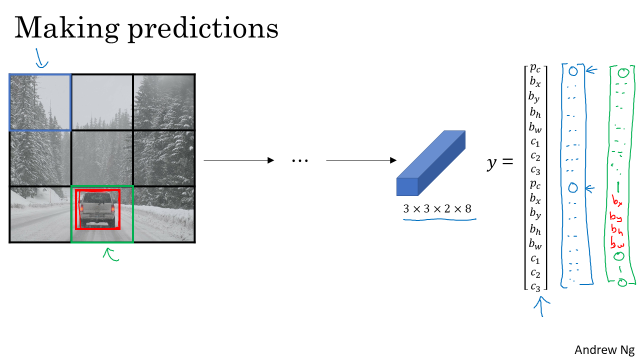 Making predictions
...
3 × 3 × 2 × 8
y =
p_c
b_x
b_y
b_h
b_w
c_1
c_2
c_3
p_c
b_x
b_y
b_h
b_w
c_1
c_2
c_3
0
0
0
1
b_x
b_y
b_h
b_w
0
1
0
Andrew Ng